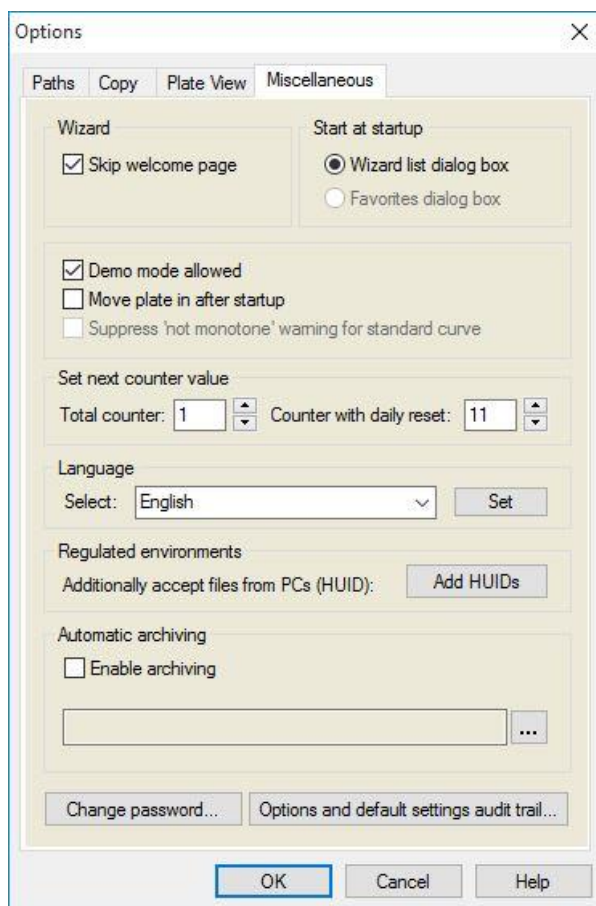 Options
Paths Copy Plate View Miscellaneous
Wizard
Skip welcome page
Start at startup
Wizard list dialog box
Favorites dialog box
Demo mode allowed
Move plate in after startup
Suppress 'not monotone' warning for standard curve
Set next counter value
Total counter: 1 Counter with daily reset: 11
Language
Select: English Set
Regulated environments
Additionally accept files from PCs (HUID): Add HUIDs
Automatic archiving
Enable archiving
...
Change password... Options and default settings audit trail...
OK Cancel Help